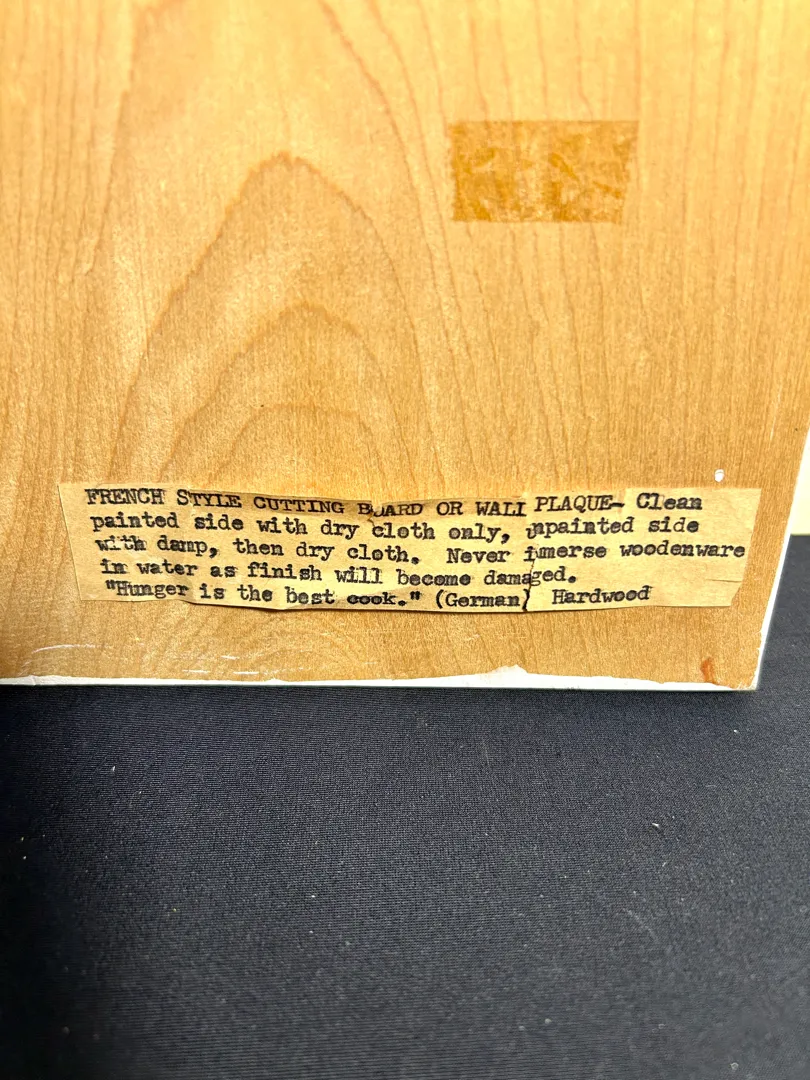 FRENCH STYLE CUTTING BOARD OR WALL PLAQUE- Clean
painted side with dry cloth only, unpainted side
with damp, then dry cloth. Never immerse woodenware
in water as finish will become damaged.
"Hunger is the best cook." (German) Hardwood